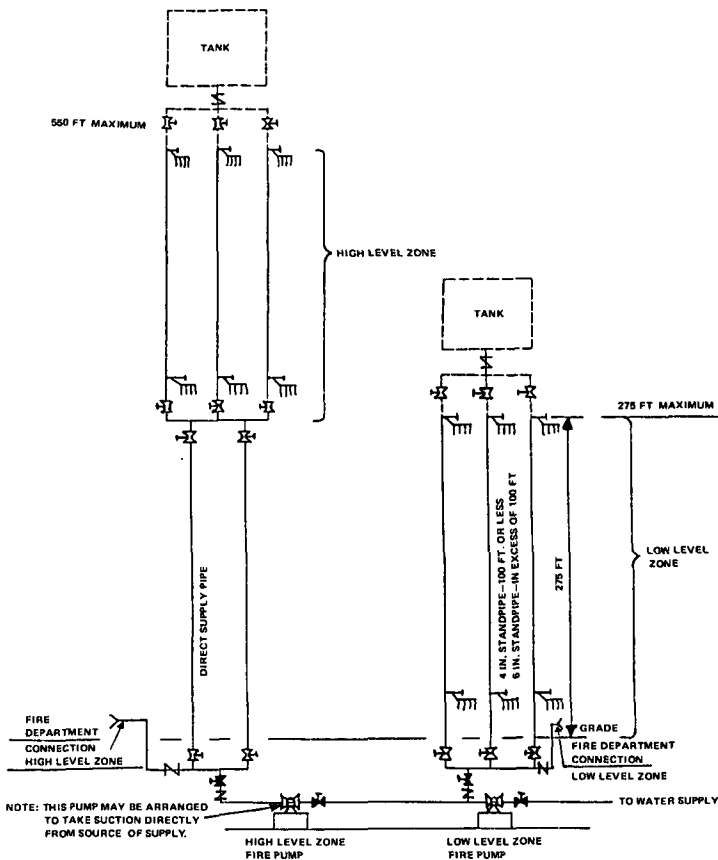 TANK
550 FT MAXIMUM
HIGH LEVEL ZONE
TANK
275 FT MAXIMUM
DIRECT SUPPLY PIPE
4 IN. STANDPIPE—100 FT. OR LESS
6 IN. STANDPIPE—IN EXCESS OF 100 FT
275 FT
LOW LEVEL
ZONE
FIRE
DEPARTMENT
CONNECTION
HIGH LEVEL ZONE
GRADE
FIRE DEPARTMENT
CONNECTION
LOW LEVEL ZONE
NOTE: THIS PUMP MAY BE ARRANGED
TO TAKE SUCTION DIRECTLY
FROM SOURCE OF SUPPLY.
TO WATER SUPPLY
HIGH LEVEL ZONE
FIRE PUMP
LOW LEVEL ZONE
FIRE PUMP